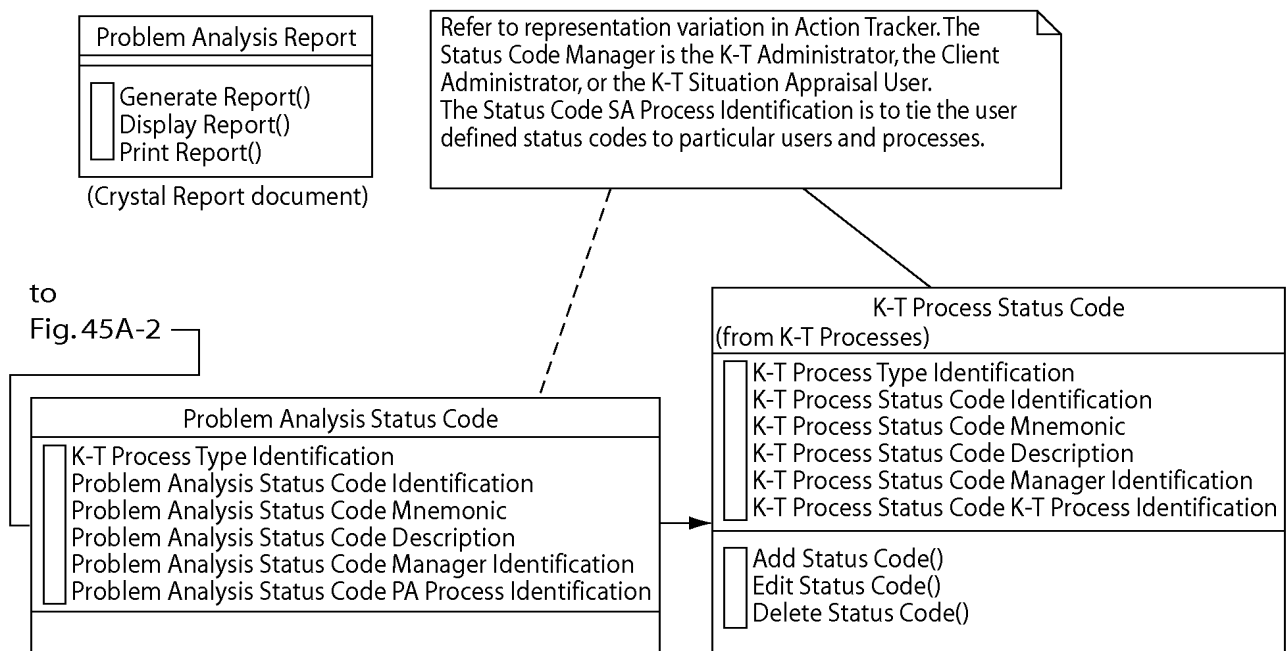 Problem Analysis Report
Generate Report()
Display Report()
Print Report()
(Crystal Report document)
Refer to representation variation in Action Tracker. The
Status Code Manager is the K-T Administrator, the Client
Administrator, or the K-T Situation Appraisal User.
The Status Code SA Process Identification is to tie the user
defined status codes to particular users and processes.
to
Fig. 45A-2
Problem Analysis Status Code
K-T Process Type Identification
Problem Analysis Status Code Identification
Problem Analysis Status Code Mnemonic
Problem Analysis Status Code Description
Problem Analysis Status Code Manager Identification
Problem Analysis Status Code PA Process Identification
K-T Process Status Code
(from K-T Processes)
K-T Process Type Identification
K-T Process Status Code Identification
K-T Process Status Code Mnemonic
K-T Process Status Code Description
K-T Process Status Code Manager Identification
K-T Process Status Code K-T Process Identification
Add Status Code()
Edit Status Code()
Delete Status Code()